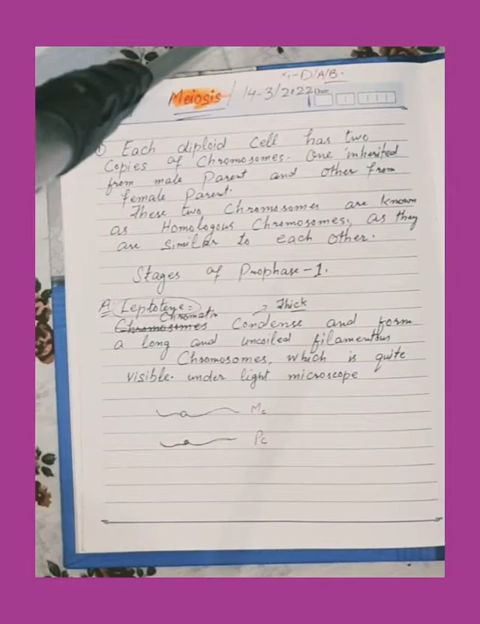 X-D/A/B.
Meiosis 14-3/2022
① Each diploid cell has two
Copies of Chromosomes. One inherited
from male Parent and other from
female Parent.
These two Chromosomes are known
as Homologous Chromosomes, as they
are similar to each other.
Stages of Prophase-1.
A Leptotene:-
Chromatin → Thick
Chromosomes Condense and form
a long and uncoiled filamentous
Chromosomes, which is quite
visible under light microscope
Mc
Pc